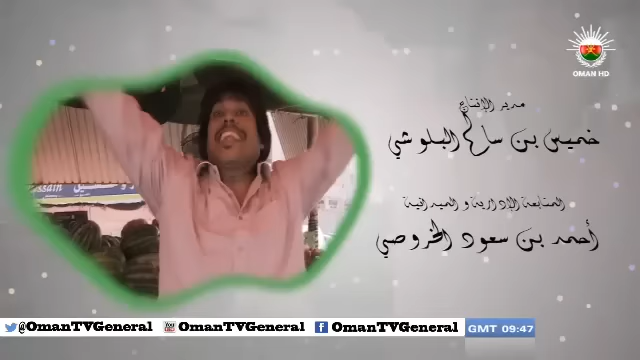 OMAN HD
مدير الإنتاج
خميس بن سالم البلوشي
المتابعة الإدارية والميدانية
أحمد بن سعود الخروصي
@OmanTVGeneral
OmanTVGeneral
OmanTVGeneral
GMT 09:47